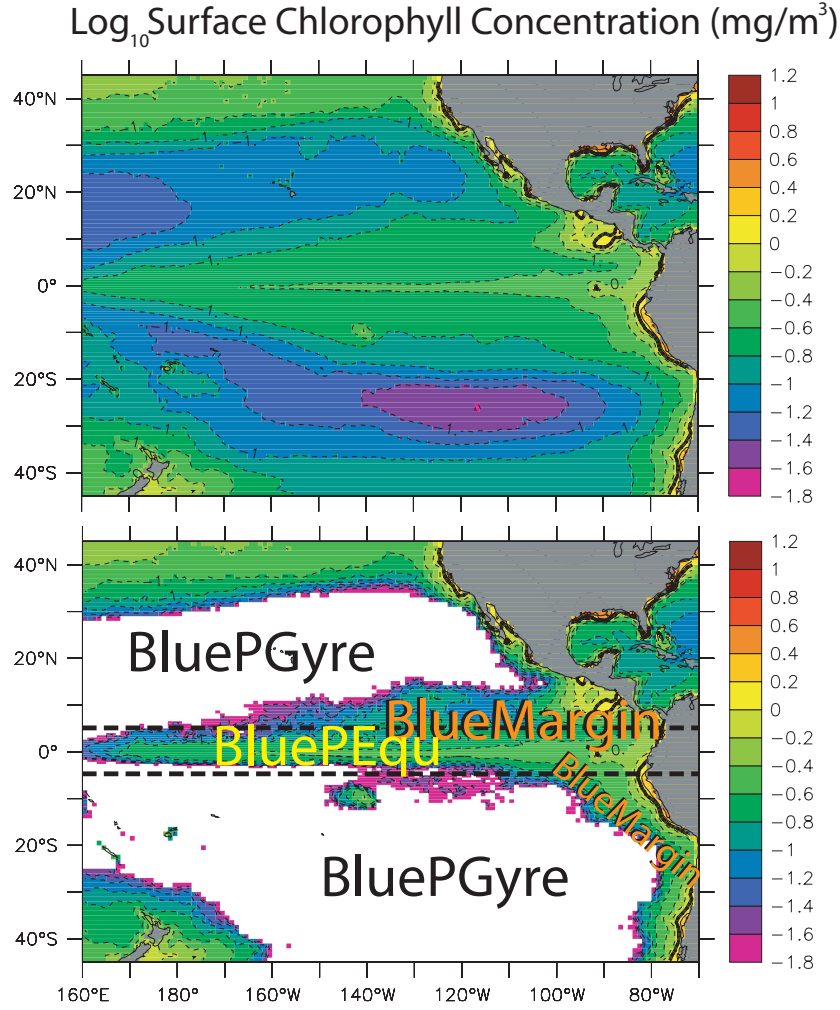 Log10Surface Chlorophyll Concentration (mg/m3)
40°N
20°N
0°
20°S
40°S
1.2
1
0.8
0.6
0.4
0.2
0
−0.2
−0.4
−0.6
−0.8
−1
−1.2
−1.4
−1.6
−1.8
40°N
20°N
0°
20°S
40°S
BluePGyre
BlueMargin
BluePEqu
BlueMargin
BluePGyre
1.2
1
0.8
0.6
0.4
0.2
0
−0.2
−0.4
−0.6
−0.8
−1
−1.2
−1.4
−1.6
−1.8
160°E 180° 160°W 140°W 120°W 100°W 80°W